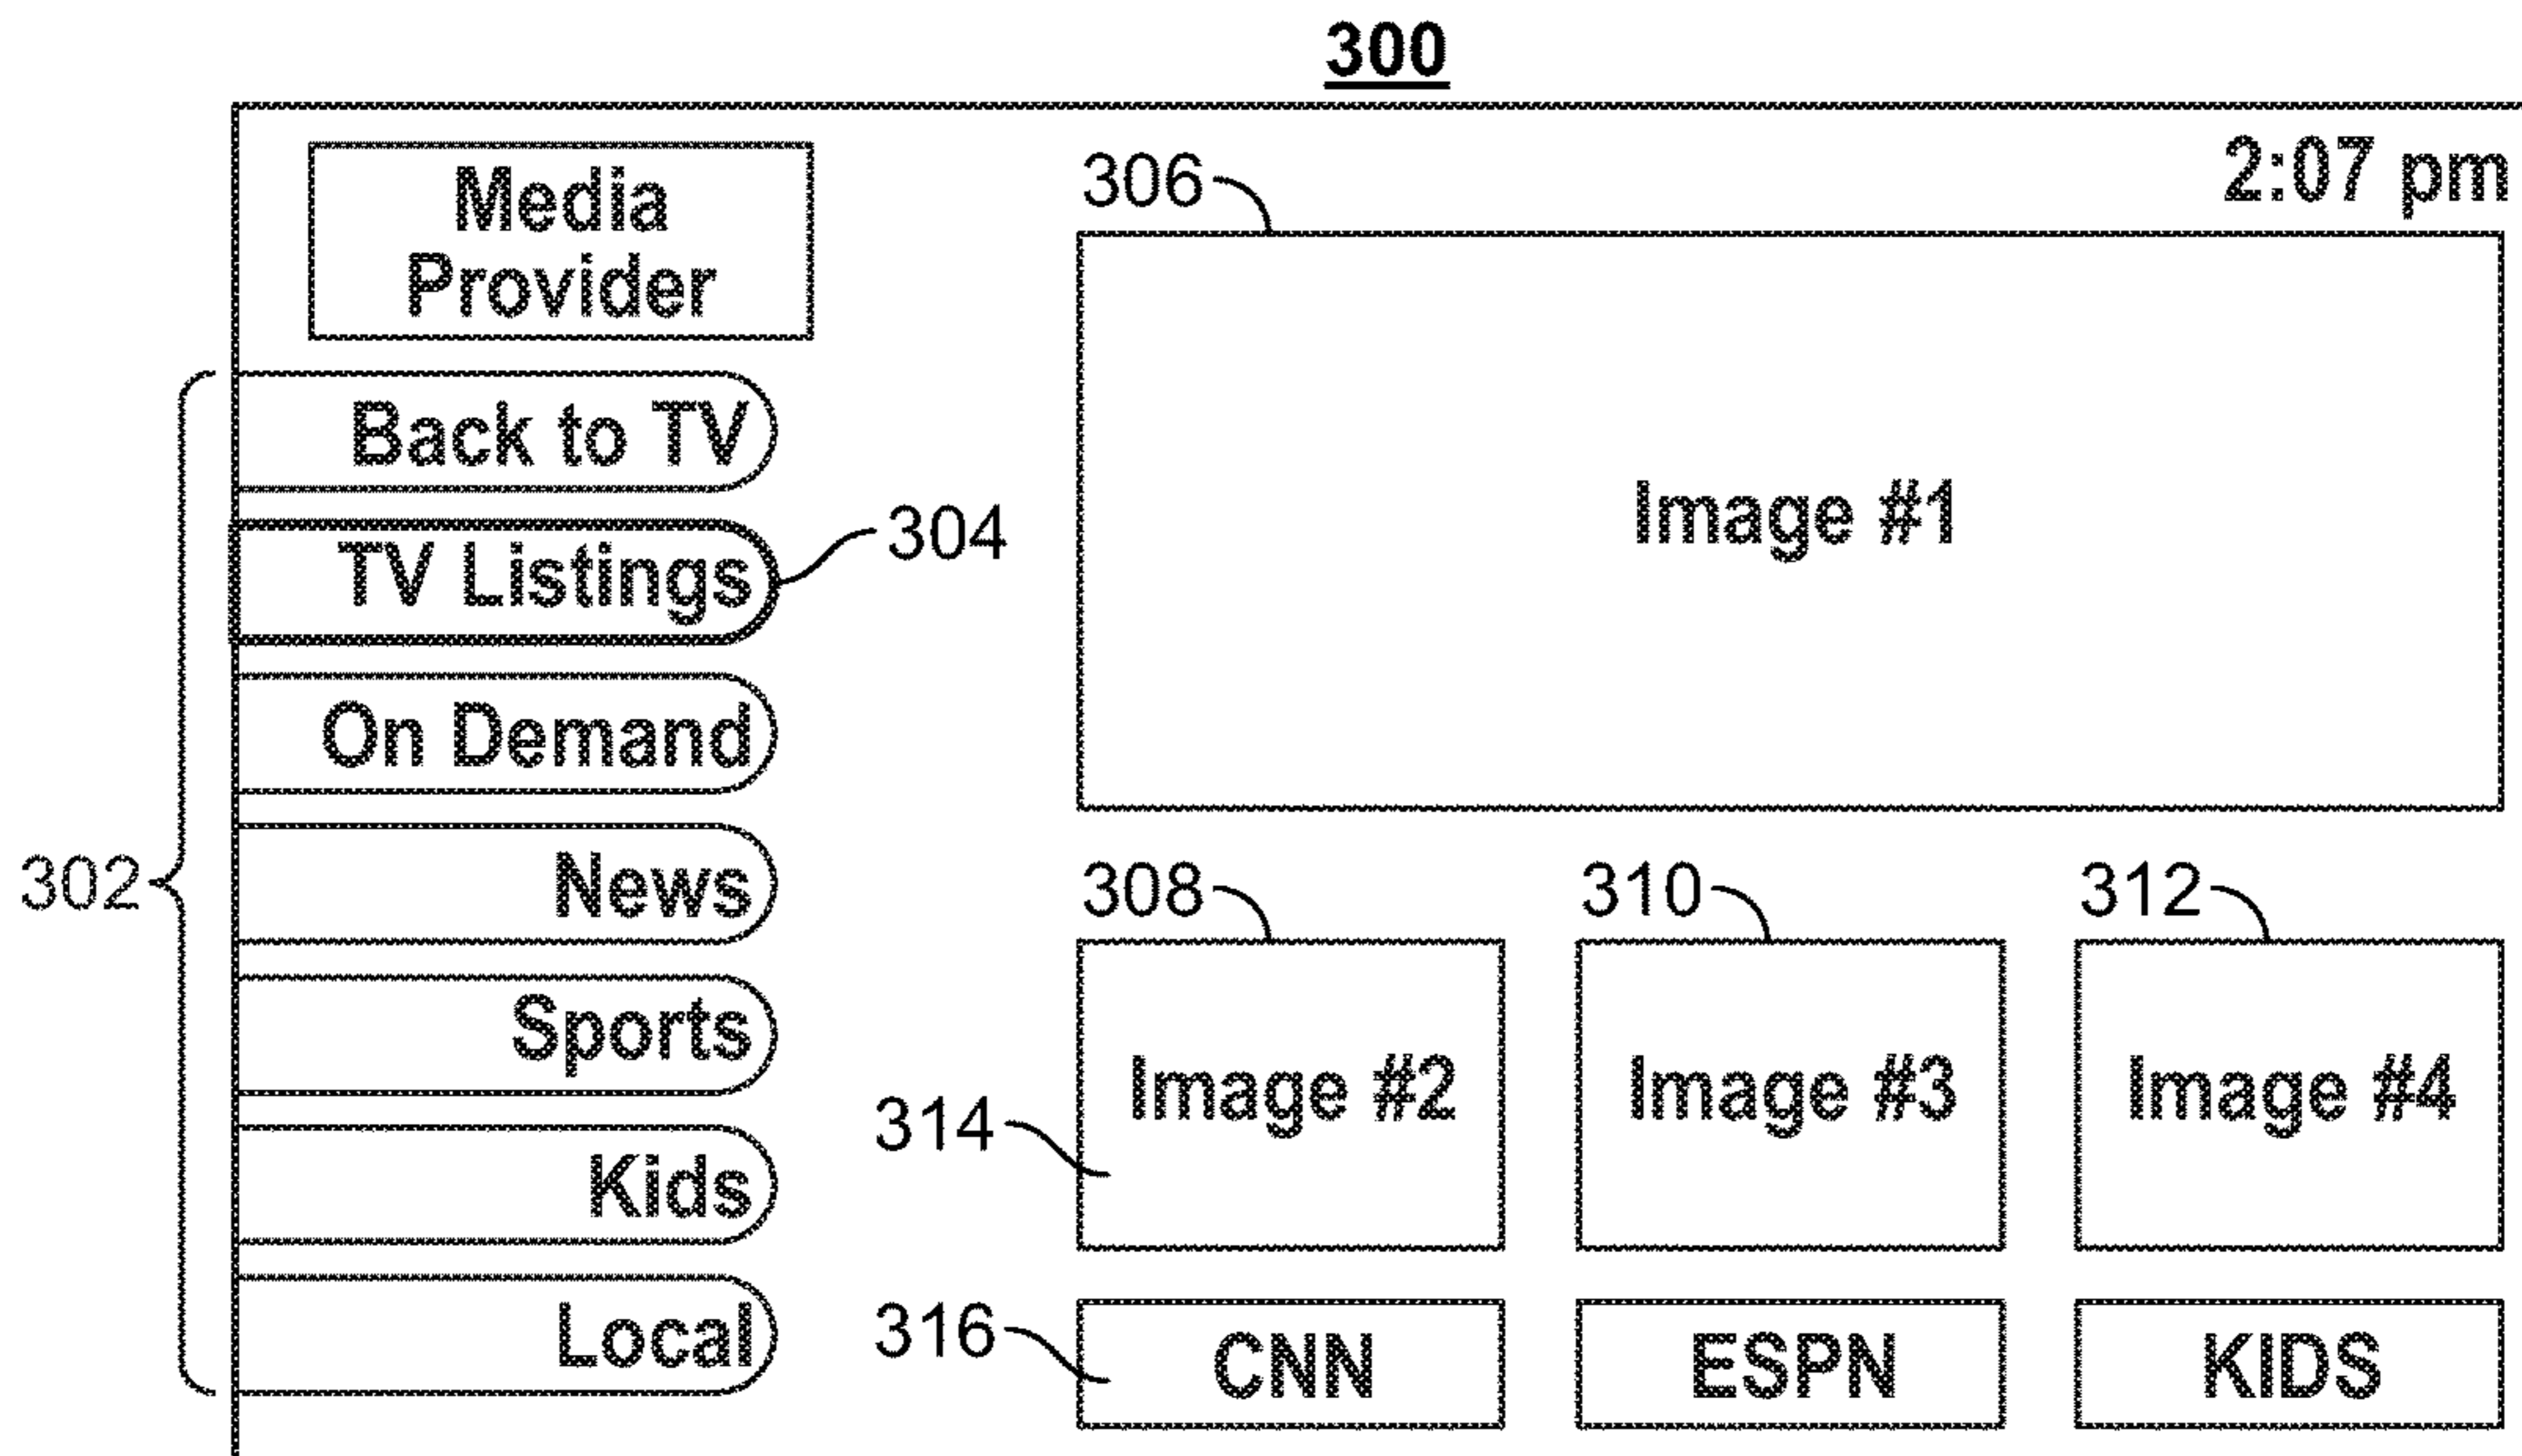 300
2:07 pm
Media
Provider
306
Back to TV
Image #1
TV Listings
304
On Demand
302
News
308
310
312
Sports
Image #2
Image #3
Image #4
314
Kids
Local
316
CNN
ESPN
KIDS